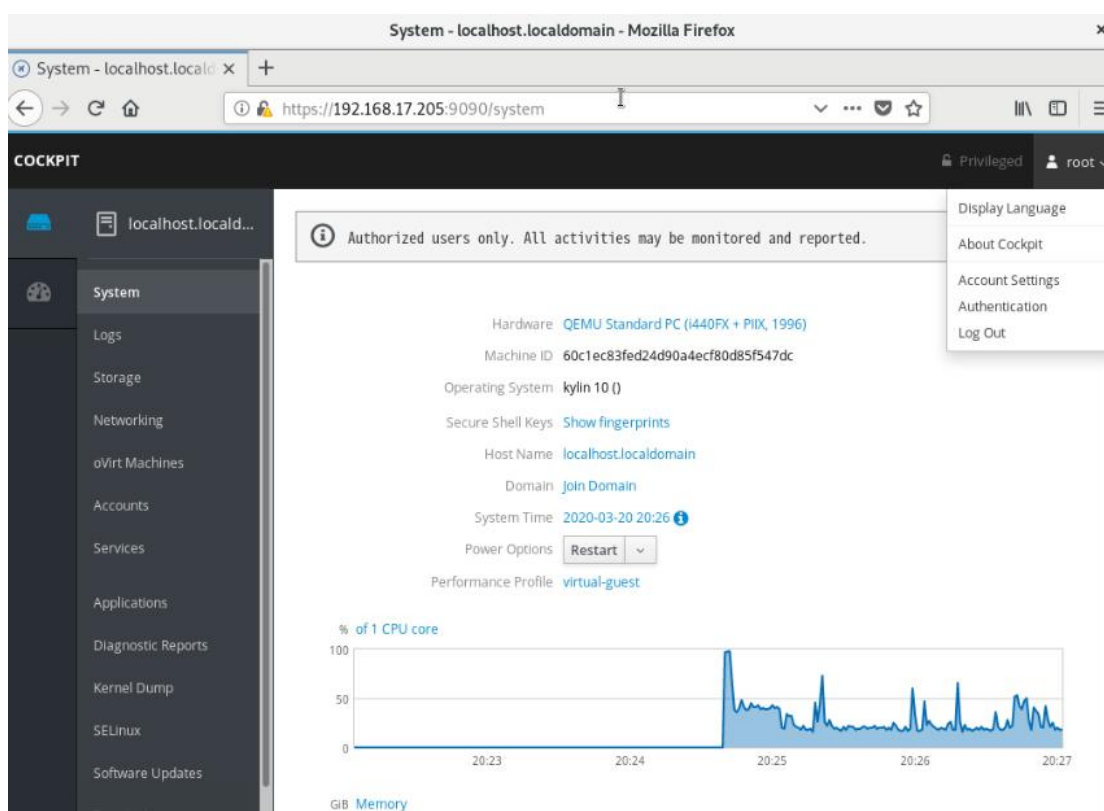 System - localhost.localdomain - Mozilla Firefox
System - localhost.locald
https://192.168.17.205:9090/system
COCKPIT
Privileged
root
localhost.locald...
Display Language
About Cockpit
Account Settings
Authentication
Log Out
System
Logs
Storage
Networking
oVirt Machines
Accounts
Services
Applications
Diagnostic Reports
Kernel Dump
SELinux
Software Updates
Authorized users only. All activities may be monitored and reported.
Hardware QEMU Standard PC (i440FX + PIIX, 1996)
Machine ID 60c1ec83fed24d90a4ecf80d85f547dc
Operating System kylin 10 ()
Secure Shell Keys Show fingerprints
Host Name localhost.localdomain
Domain Join Domain
System Time 2020-03-20 20:26
Power Options Restart
Performance Profile virtual-guest
% of 1 CPU core
100
50
0
20:23 20:24 20:25 20:26 20:27
GiB Memory